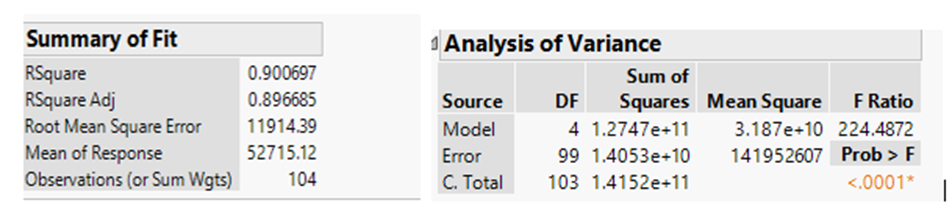 Summary of Fit
RSquare 0.900697
RSquare Adj 0.896685
Root Mean Square Error 11914.39
Mean of Response 52715.12
Observations (or Sum Wgts) 104
Analysis of Variance
Sum of
Source DF Squares Mean Square F Ratio
Model 4 1.2747e+11 3.187e+10 224.4872
Error 99 1.4053e+10 141952607 Prob > F
C. Total 103 1.4152e+11 <.0001*